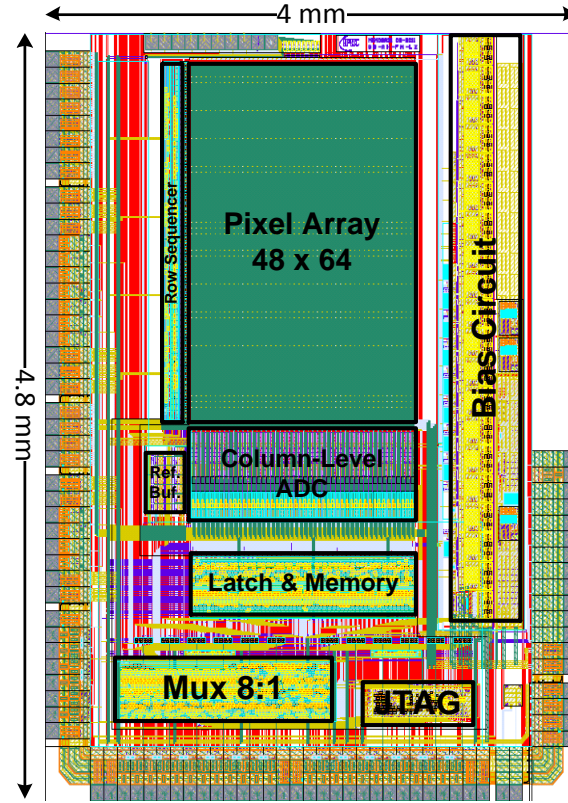 4 mm
Row Sequencer
Pixel Array
48 x 64
Bias Circuit
4.8 mm
Column-Level
ADC
Ref.
Buf.
Latch & Memory
Mux 8:1
JTAG